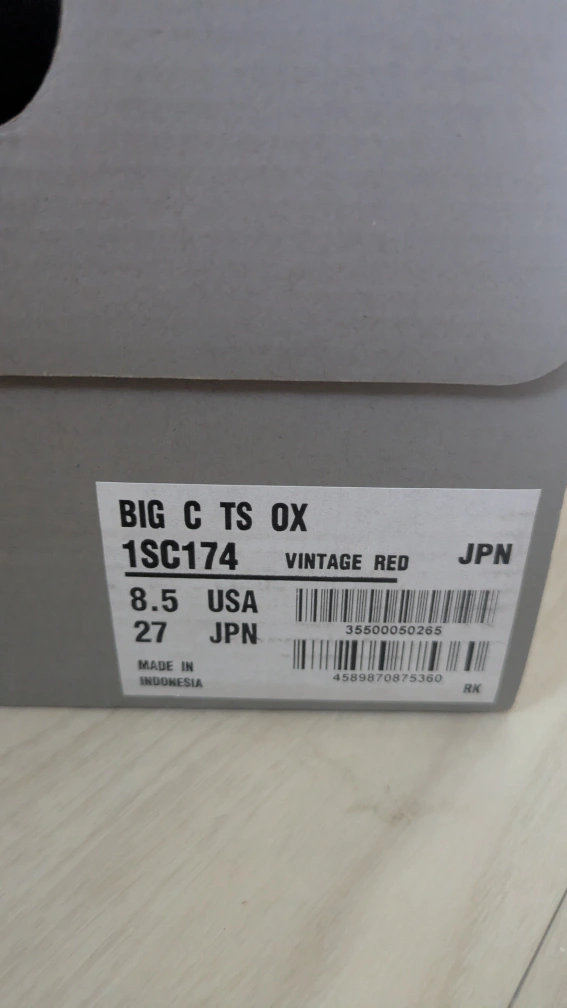 BIG C TS OX
1SC174 VINTAGE RED JPN
8.5 USA
27 JPN
35500050265
MADE IN
INDONESIA
4589870875360
RK